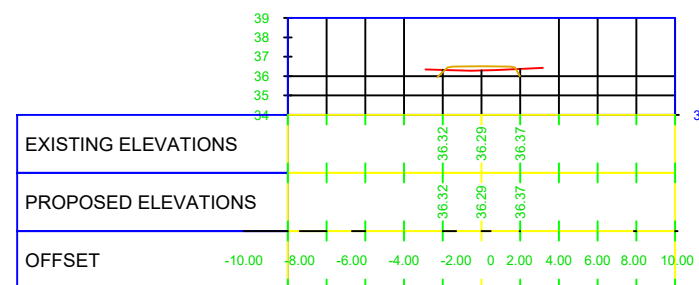 39
38
37
36
35
34
3
EXISTING ELEVATIONS
36.32 36.29 36.37
PROPOSED ELEVATIONS
36.32 36.29 36.37
OFFSET -10.00 -8.00 -6.00 -4.00 -2.00 0 2.00 4.00 6.00 8.00 10.00